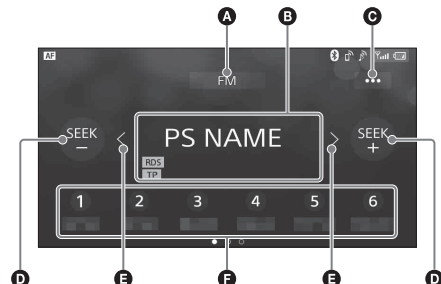 A B C
AF
FM
SEEK
−
PS NAME
SEEK
+
RDS
TP
D E E D
1 2 3 4 5 6
D E F E D